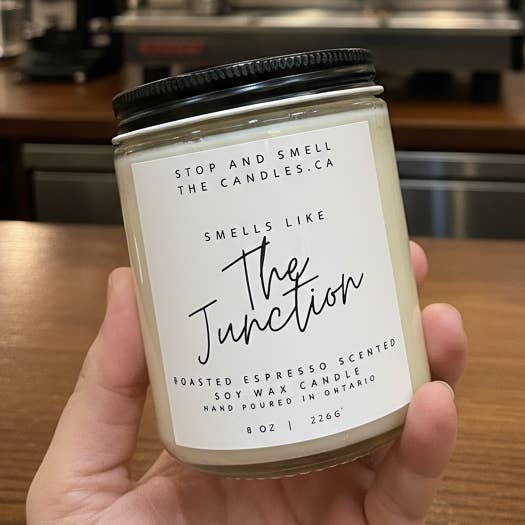 STOP AND SMELL
THE CANDLES.CA
SMELLS LIKE
The
Junction
ROASTED ESPRESSO SCENTED
SOY WAX CANDLE
HAND POURED IN ONTARIO
8 OZ | 226G